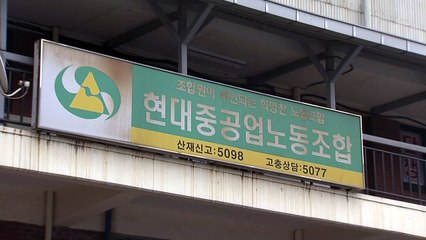 조합원이 주인되는 희망찬 노동조합
현대중공업노동조합
산재신고:5098 고충상담:5077